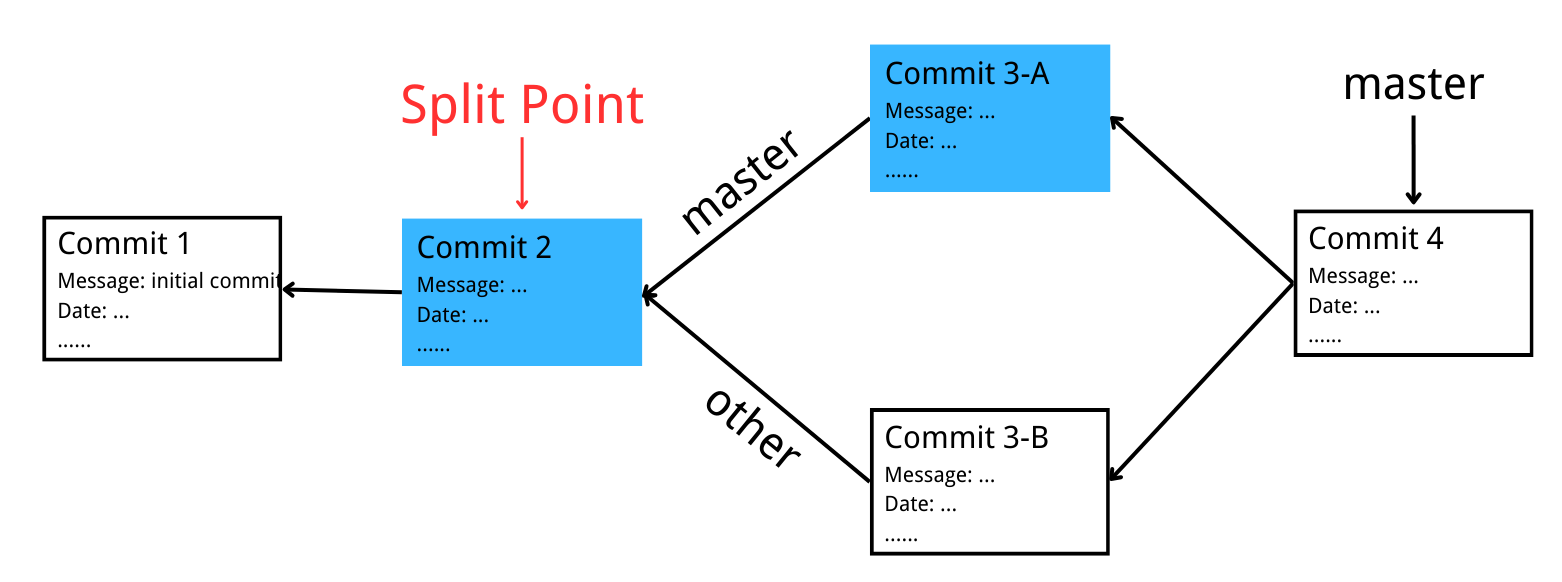 Split Point
Commit 1
Message: initial commit
Date: ...
......
Commit 2
Message: ...
Date: ...
......
master
other
Commit 3-A
Message: ...
Date: ...
......
Commit 3-B
Message: ...
Date: ...
......
master
Commit 4
Message: ...
Date: ...
......